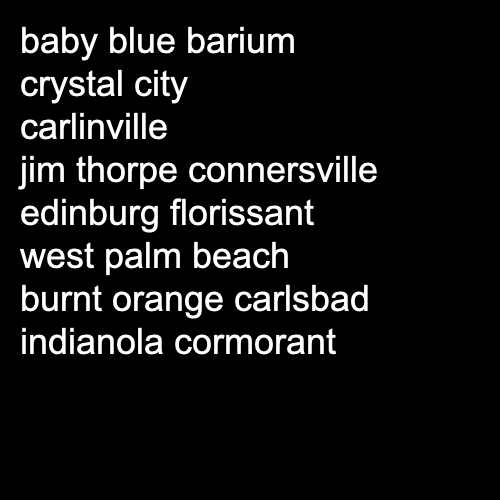 baby blue barium
crystal city
carlinville
jim thorpe connersville
edinburg florissant
west palm beach
burnt orange carlsbad
indianola cormorant